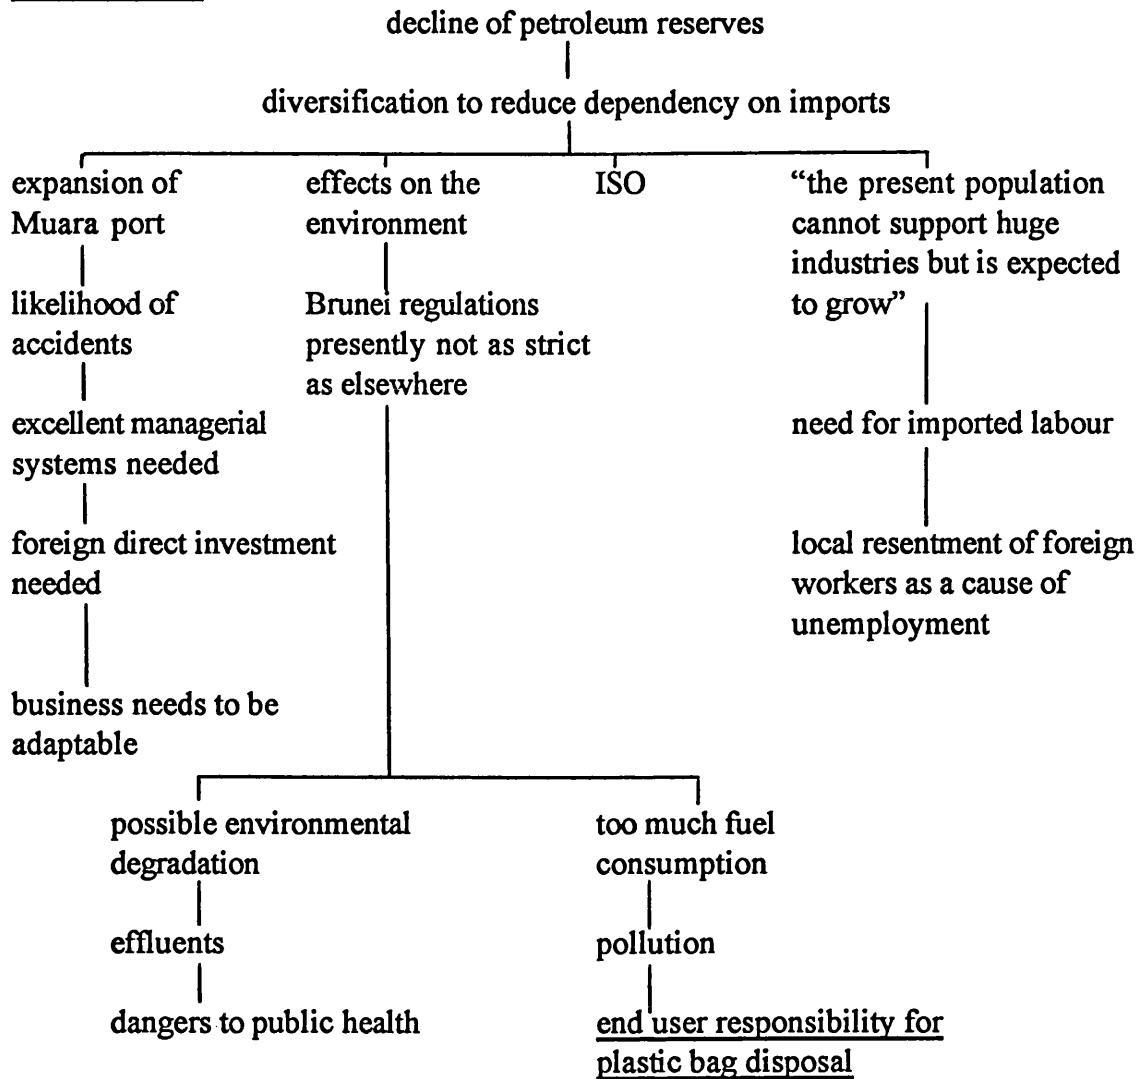 decline of petroleum reserves
diversification to reduce dependency on imports
expansion of
Muara port
likelihood of
accidents
excellent managerial
systems needed
foreign direct investment
needed
business needs to be
adaptable
effects on the
environment
Brunei regulations
presently not as strict
as elsewhere
possible environmental
degradation
effluents
dangers to public health
too much fuel
consumption
pollution
end user responsibility for
plastic bag disposal
ISO
“the present population
cannot support huge
industries but is expected
to grow”
need for imported labour
local resentment of foreign
workers as a cause of
unemployment